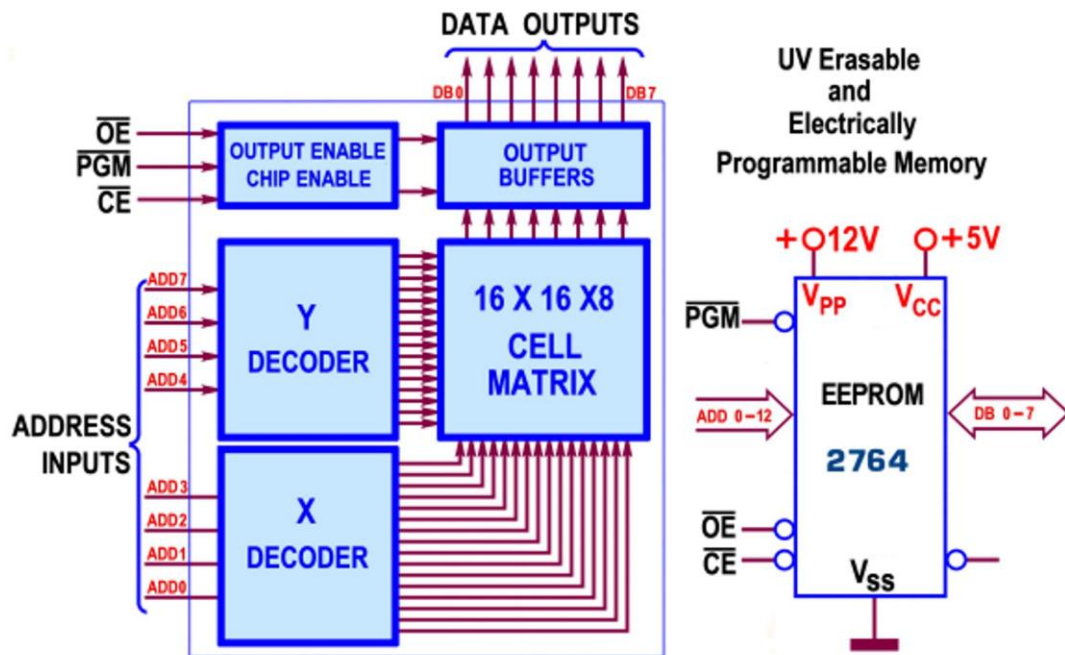 DATA OUTPUTS
DB0
DB7
OE
PGM
CE
OUTPUT ENABLE
CHIP ENABLE
OUTPUT
BUFFERS
ADD7
ADD6
ADD5
ADD4
Y
DECODER
16 X 16 X8
CELL
MATRIX
ADDRESS
INPUTS
ADD3
ADD2
ADD1
ADD0
X
DECODER
UV Erasable
and
Electrically
Programmable Memory
+ 12V
+5V
VPP
VCC
PGM
EEPROM
ADD 0-12
DB 0-7
2764
OE
CE
VSS